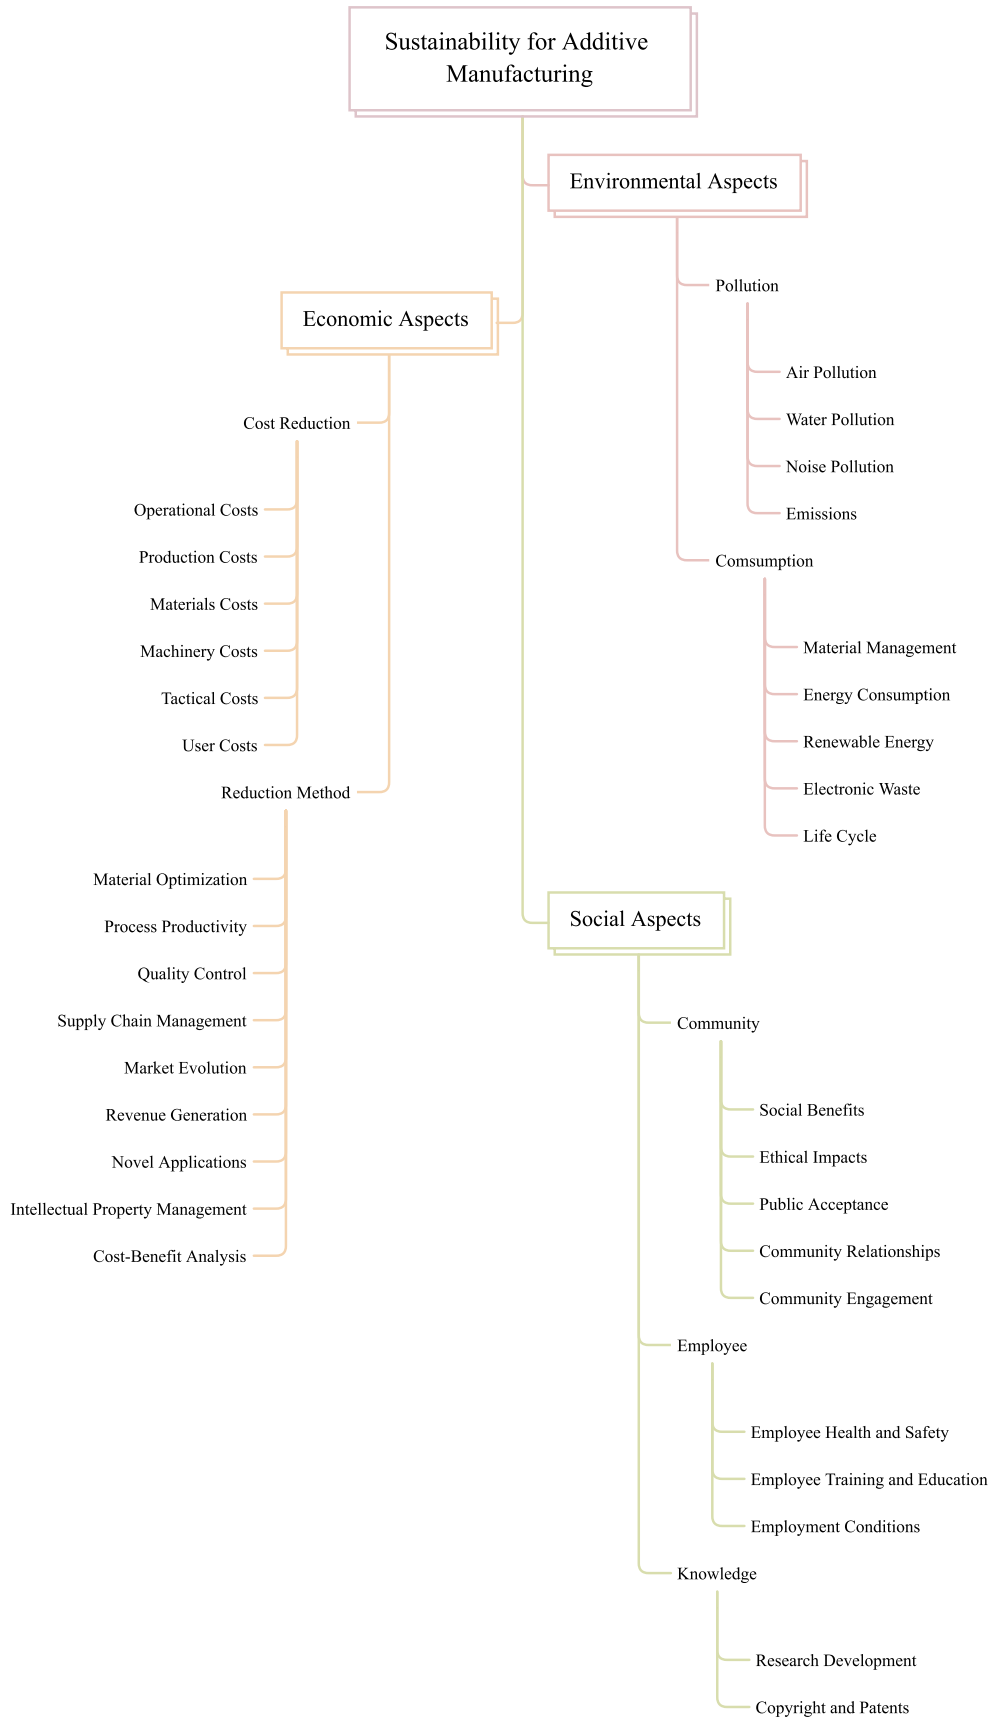 Sustainability for Additive
Manufacturing
Environmental Aspects
Pollution
Air Pollution
Water Pollution
Noise Pollution
Emissions
Comsumption
Material Management
Energy Consumption
Renewable Energy
Electronic Waste
Life Cycle
Economic Aspects
Cost Reduction
Operational Costs
Production Costs
Materials Costs
Machinery Costs
Tactical Costs
User Costs
Reduction Method
Material Optimization
Process Productivity
Quality Control
Supply Chain Management
Market Evolution
Revenue Generation
Novel Applications
Intellectual Property Management
Cost-Benefit Analysis
Social Aspects
Community
Social Benefits
Ethical Impacts
Public Acceptance
Community Relationships
Community Engagement
Employee
Employee Health and Safety
Employee Training and Education
Employment Conditions
Knowledge
Research Development
Copyright and Patents